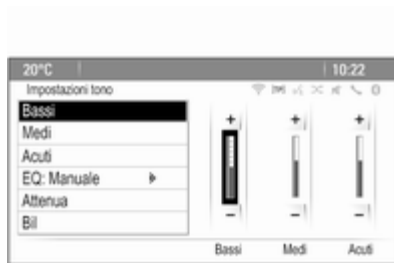 20°C 10:22
Impostazioni tono
Bassi
Medi
Acuti
EQ: Manuale
Attenua
Bil
+ + +
- - -
Bassi Medi Acuti